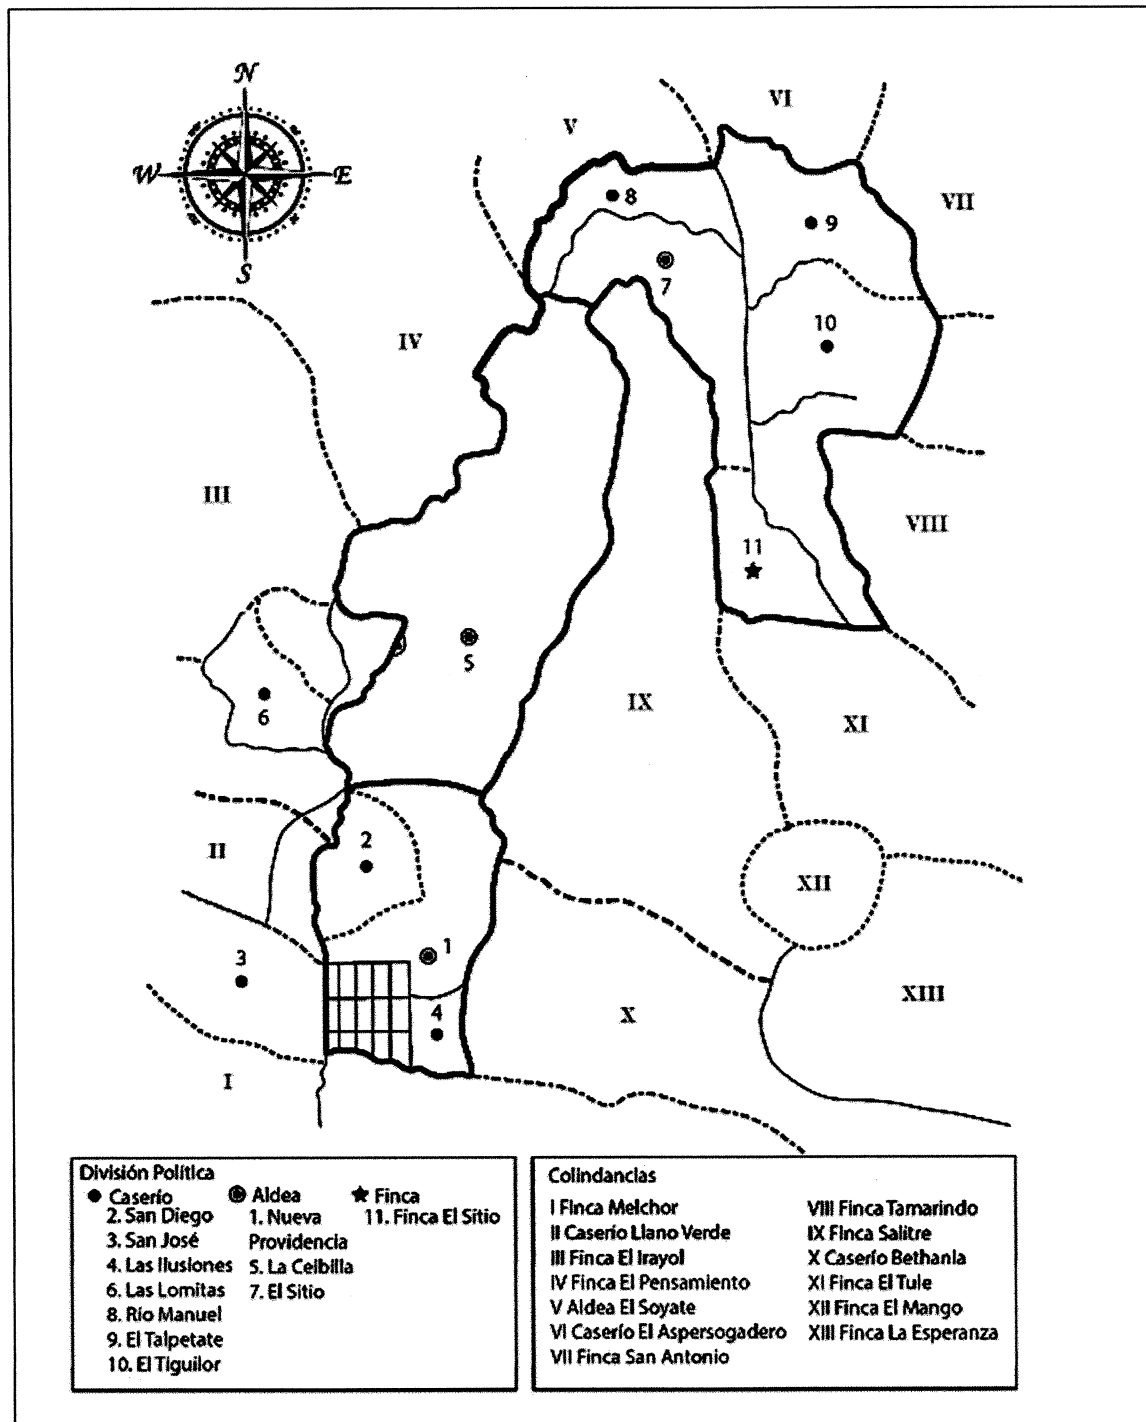 N
W E
S
V
VI
VII
8
9
7
10
IV
III
VIII
11
5
6
IX
XI
2
II
XII
1
3
4
X
XIII
I
División Política
Caserío Aldea Finca
2. San Diego 1. Nueva 11. Finca El Sitio
3. San José Providencia
4. Las Ilusiones 5. La Ceibilla
6. Las Lomitas 7. El Sitio
8. Río Manuel
9. El Talpetate
10. El Tiguilor
Colindancias
I Finca Melchor VIII Finca Tamarindo
II Caserío Llano Verde IX Finca Salitre
III Finca El Irayol X Caserío Bethania
IV Finca El Pensamiento XI Finca El Tule
V Aldea El Soyate XII Finca El Mango
VI Caserío El Aspersogadero XIII Finca La Esperanza
VII Finca San Antonio